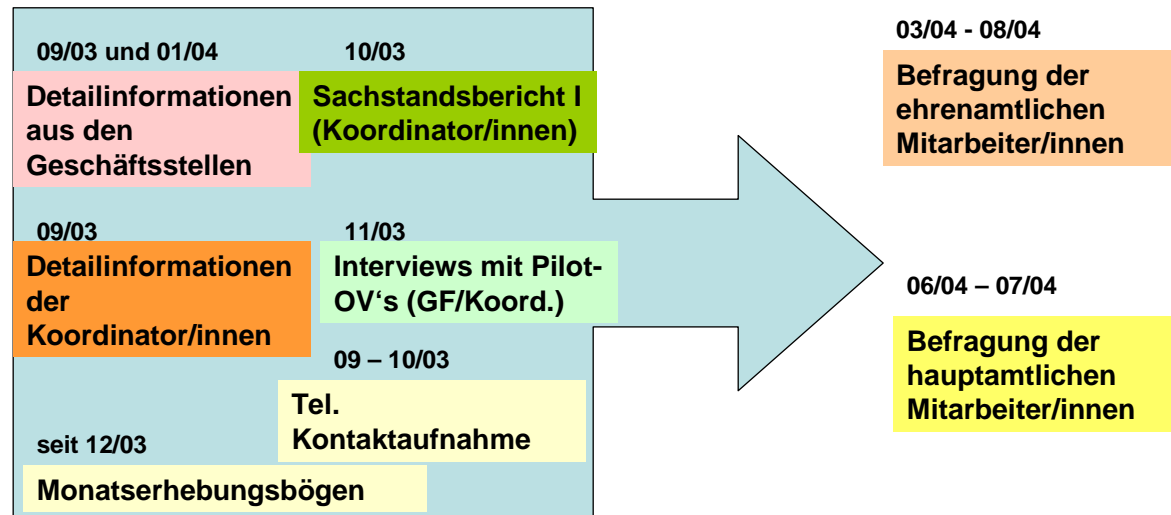 09/03 und 01/04
Detailinformationen
aus den
Geschäftsstellen
10/03
Sachstandsbericht I
(Koordinator/innen)
09/03
Detailinformationen
der
Koordinator/innen
11/03
Interviews mit Pilot-
OV‘s (GF/Koord.)
09 – 10/03
Tel.
Kontaktaufnahme
seit 12/03
Monatserhebungsbögen
03/04 - 08/04
Befragung der
ehrenamtlichen
Mitarbeiter/innen
06/04 – 07/04
Befragung der
hauptamtlichen
Mitarbeiter/innen